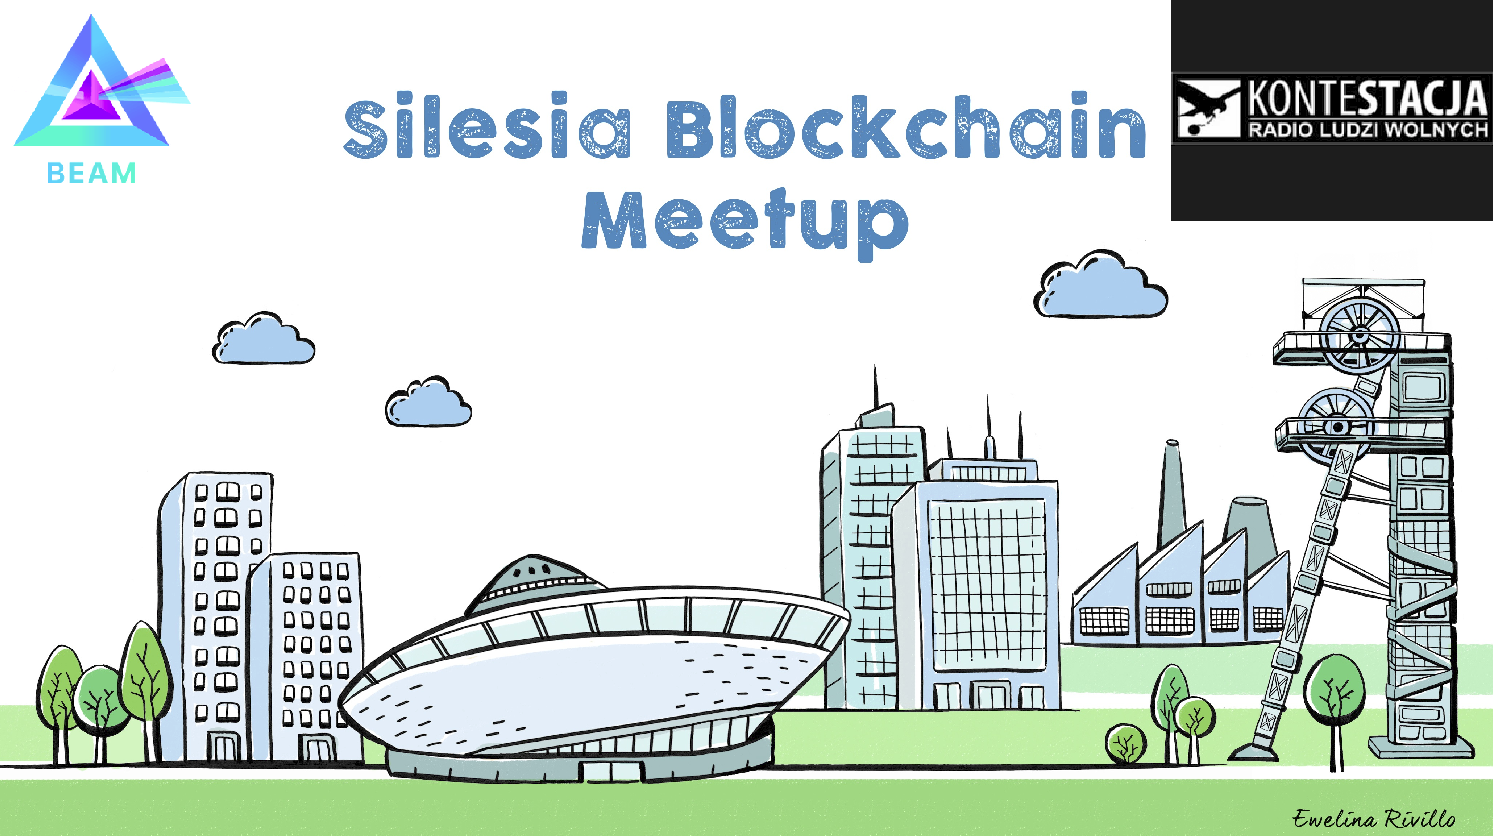 BEAM
Silesia Blockchain
Meetup
KONTESTACJA
RADIO LUDZI WOLNYCH
Ewelina Rivillo